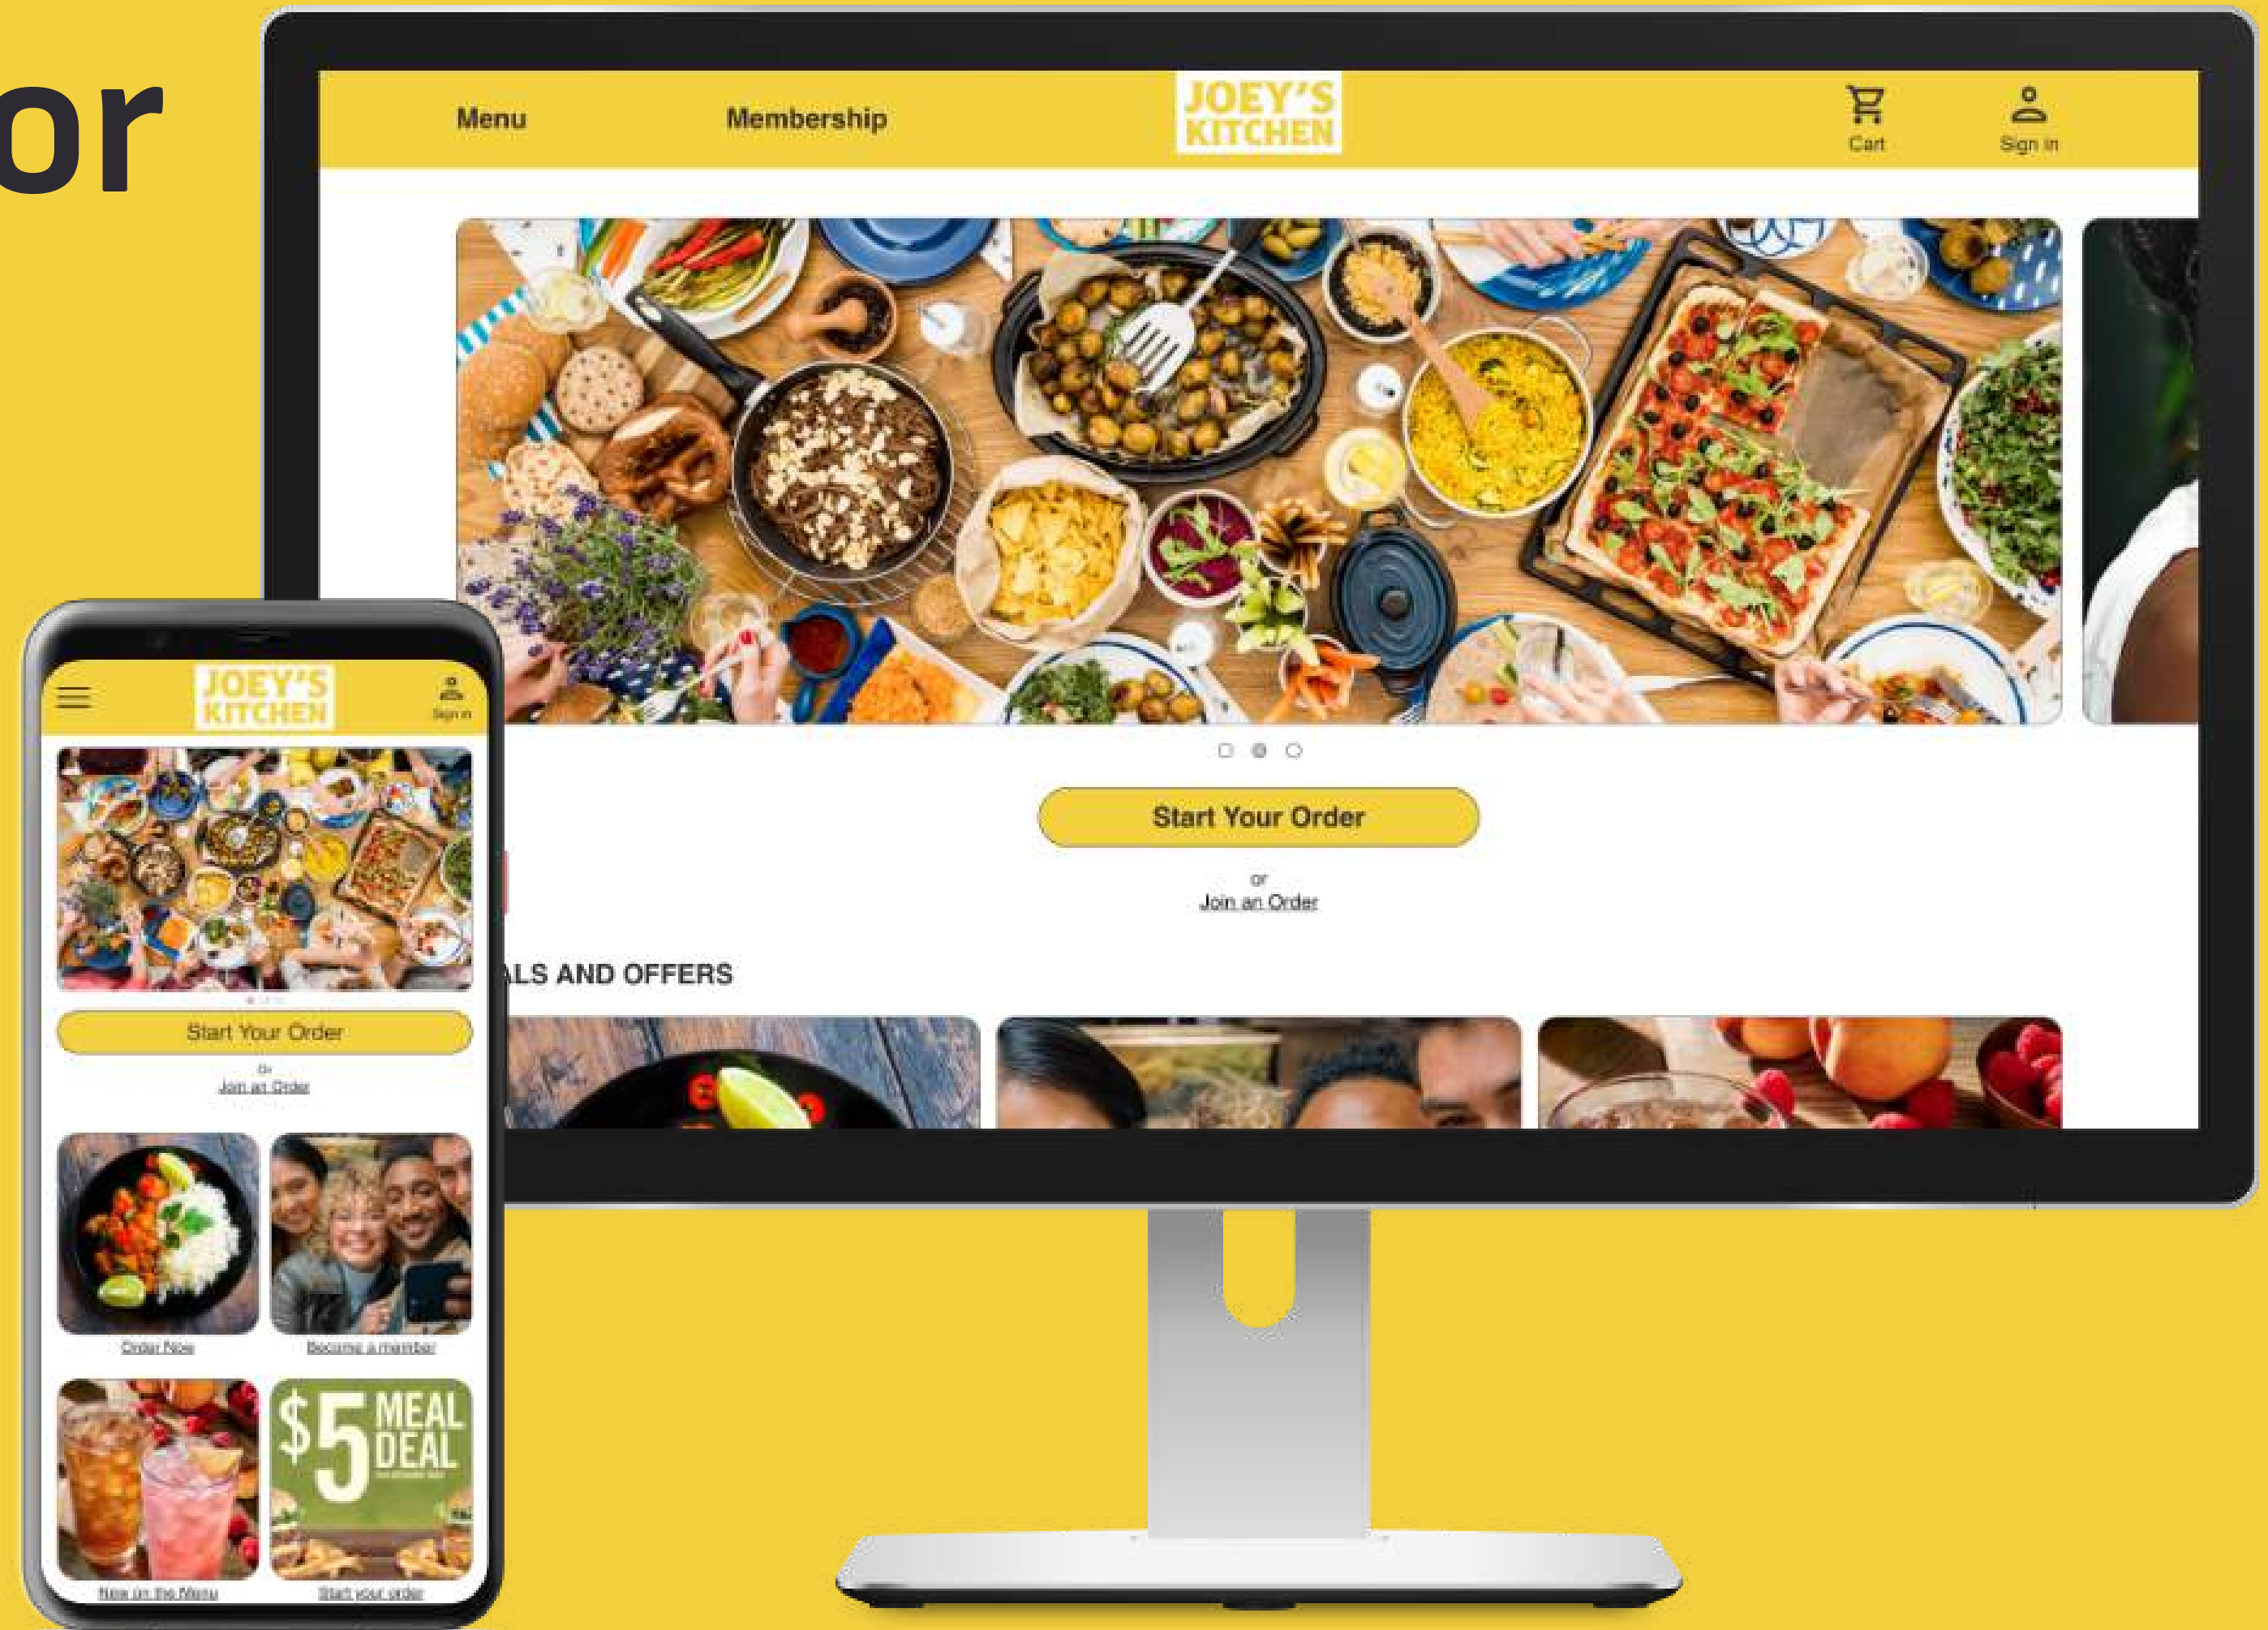 or
Menu
Membership
JOEY'S
KITCHEN
Cart
Sign in
Start Your Order
or
Join an Order
ALS AND OFFERS
JOEY'S
KITCHEN
Sign in
Start Your Order
Or
Join an Order
Order Now
Become a member
$5 MEAL
DEAL
New on the Menu
Start your order